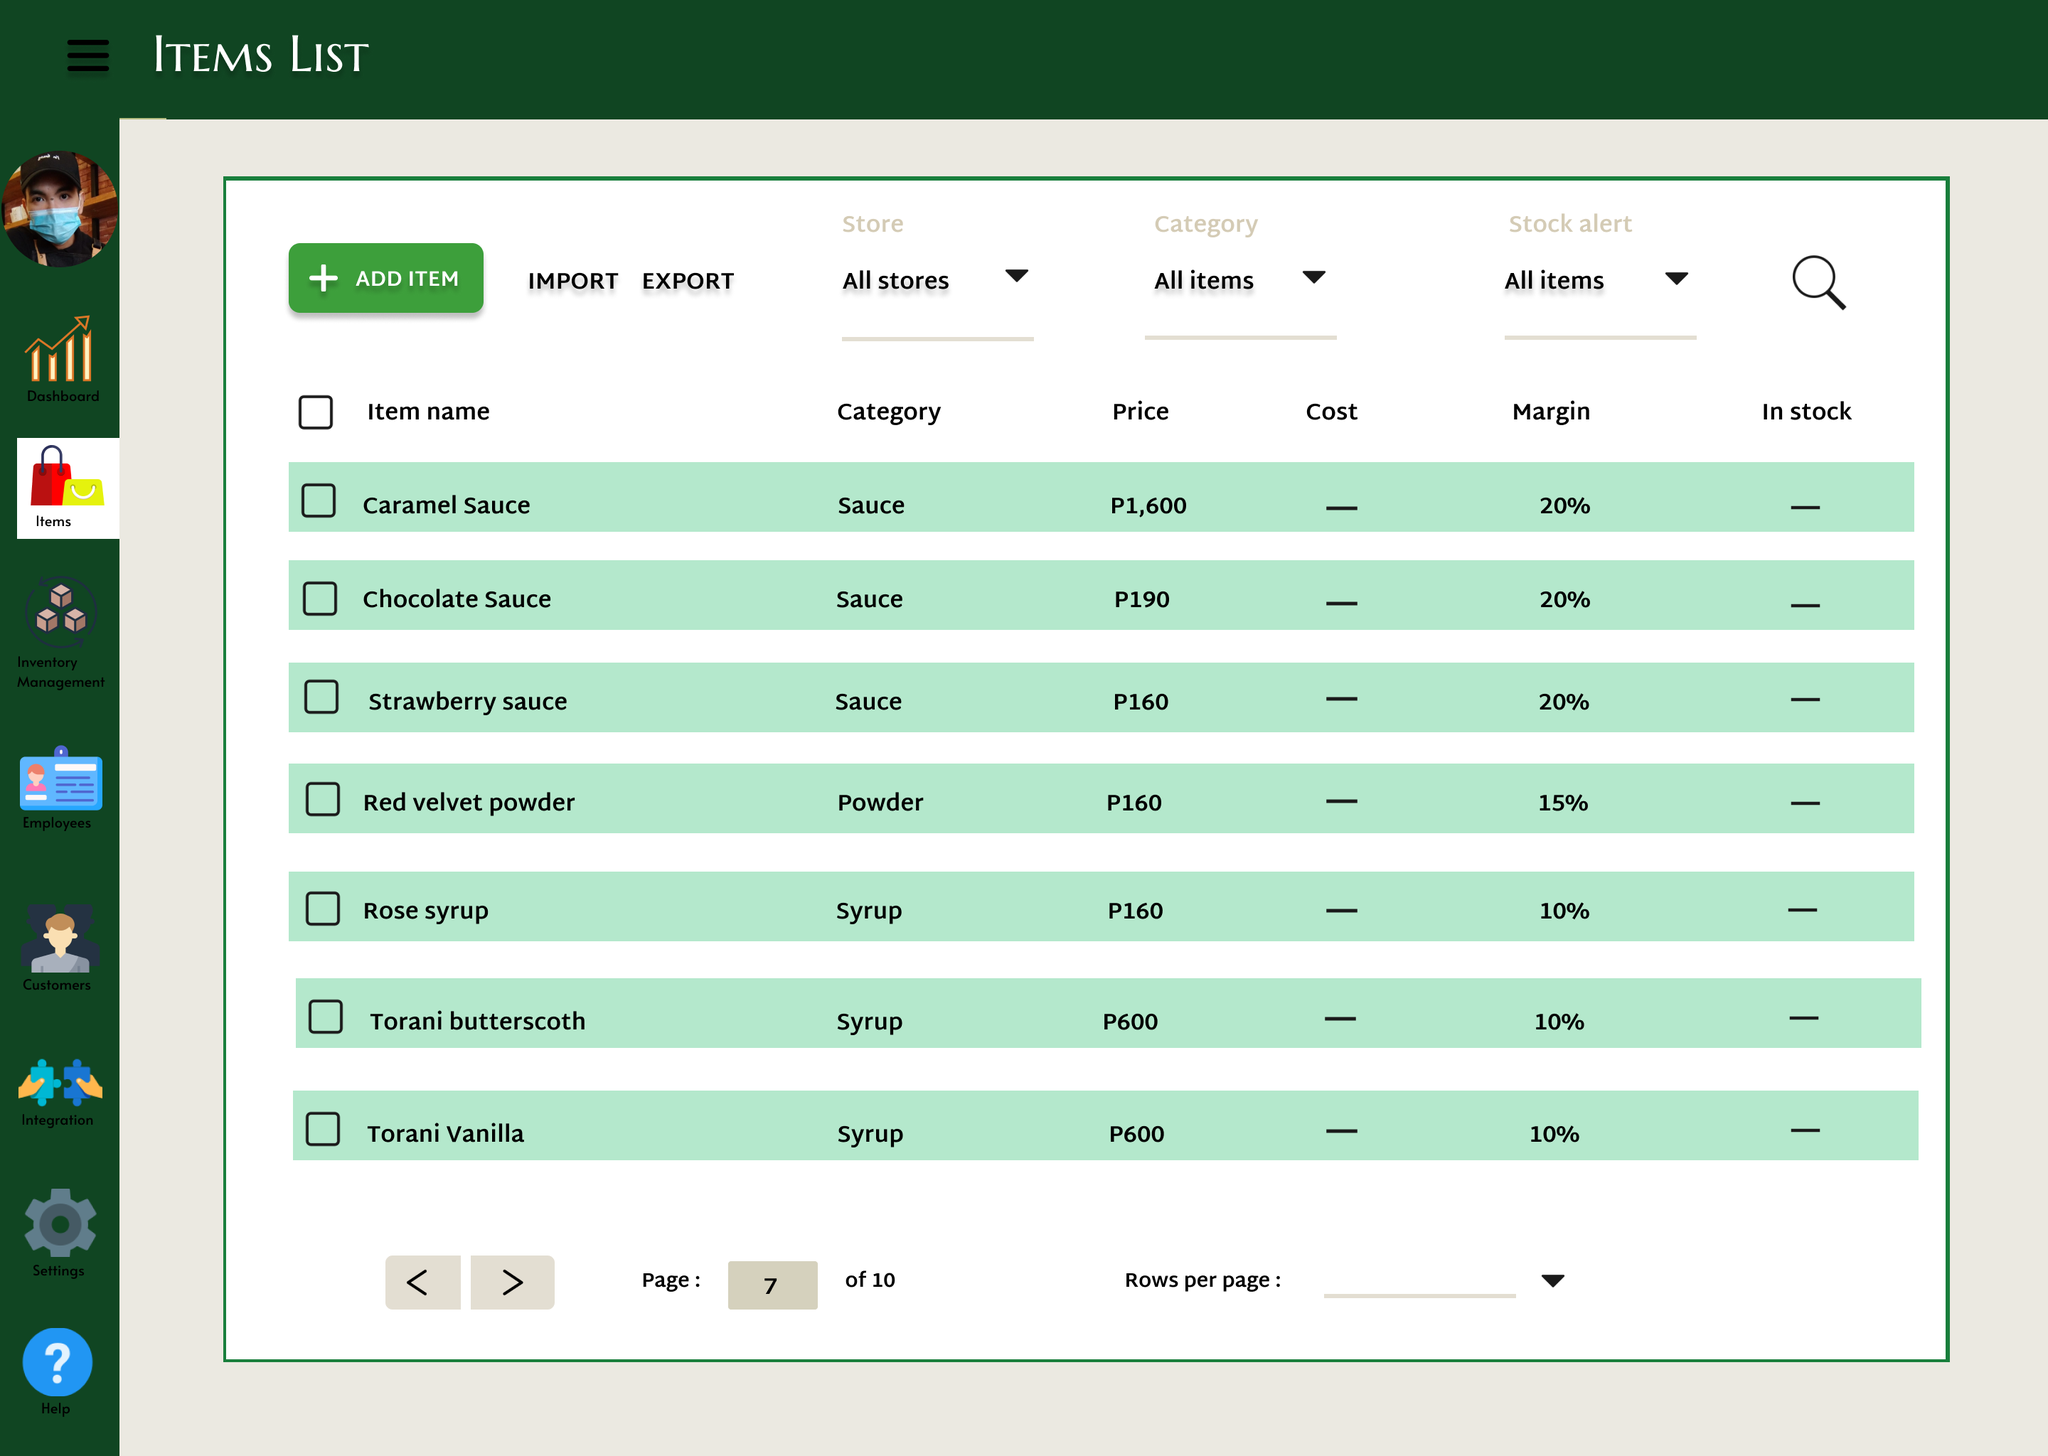 Items List
Store Category Stock alert
ADD ITEM IMPORT EXPORT All stores All items All items
Item name Category Price Cost Margin In stock
Caramel Sauce Sauce P1,600 — 20% —
Chocolate Sauce Sauce P190 — 20% —
Strawberry sauce Sauce P160 — 20% —
Red velvet powder Powder P160 — 15% —
Rose syrup Syrup P160 — 10% —
Torani butterscoth Syrup P600 — 10% —
Torani Vanilla Syrup P600 — 10% —
< > Page : 7 of 10 Rows per page :
Dashboard
Items
Inventory
Management
Employees
Customers
Integration
Settings
?
Help